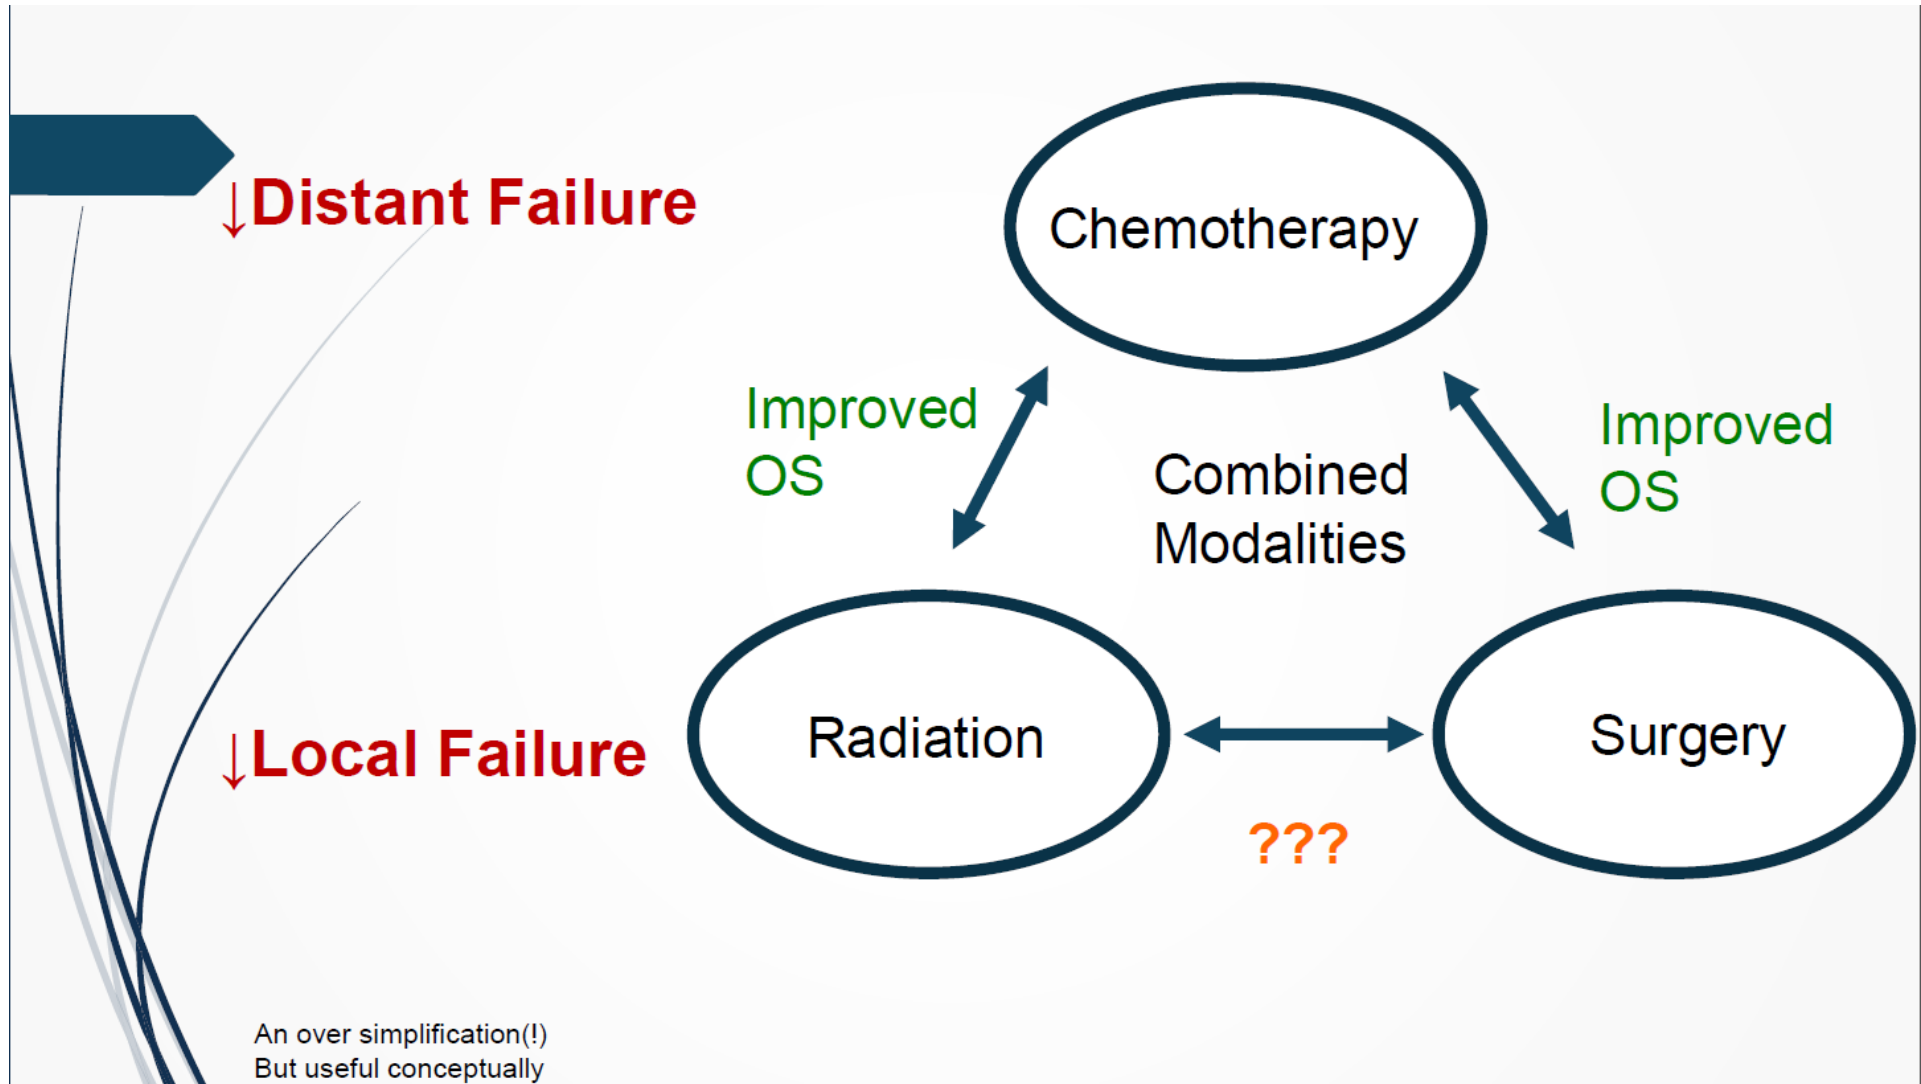 ↓Distant Failure
Chemotherapy
Improved
OS
Combined
Modalities
Improved
OS
↓Local Failure
Radiation
Surgery
???
An over simplification(!)
But useful conceptually